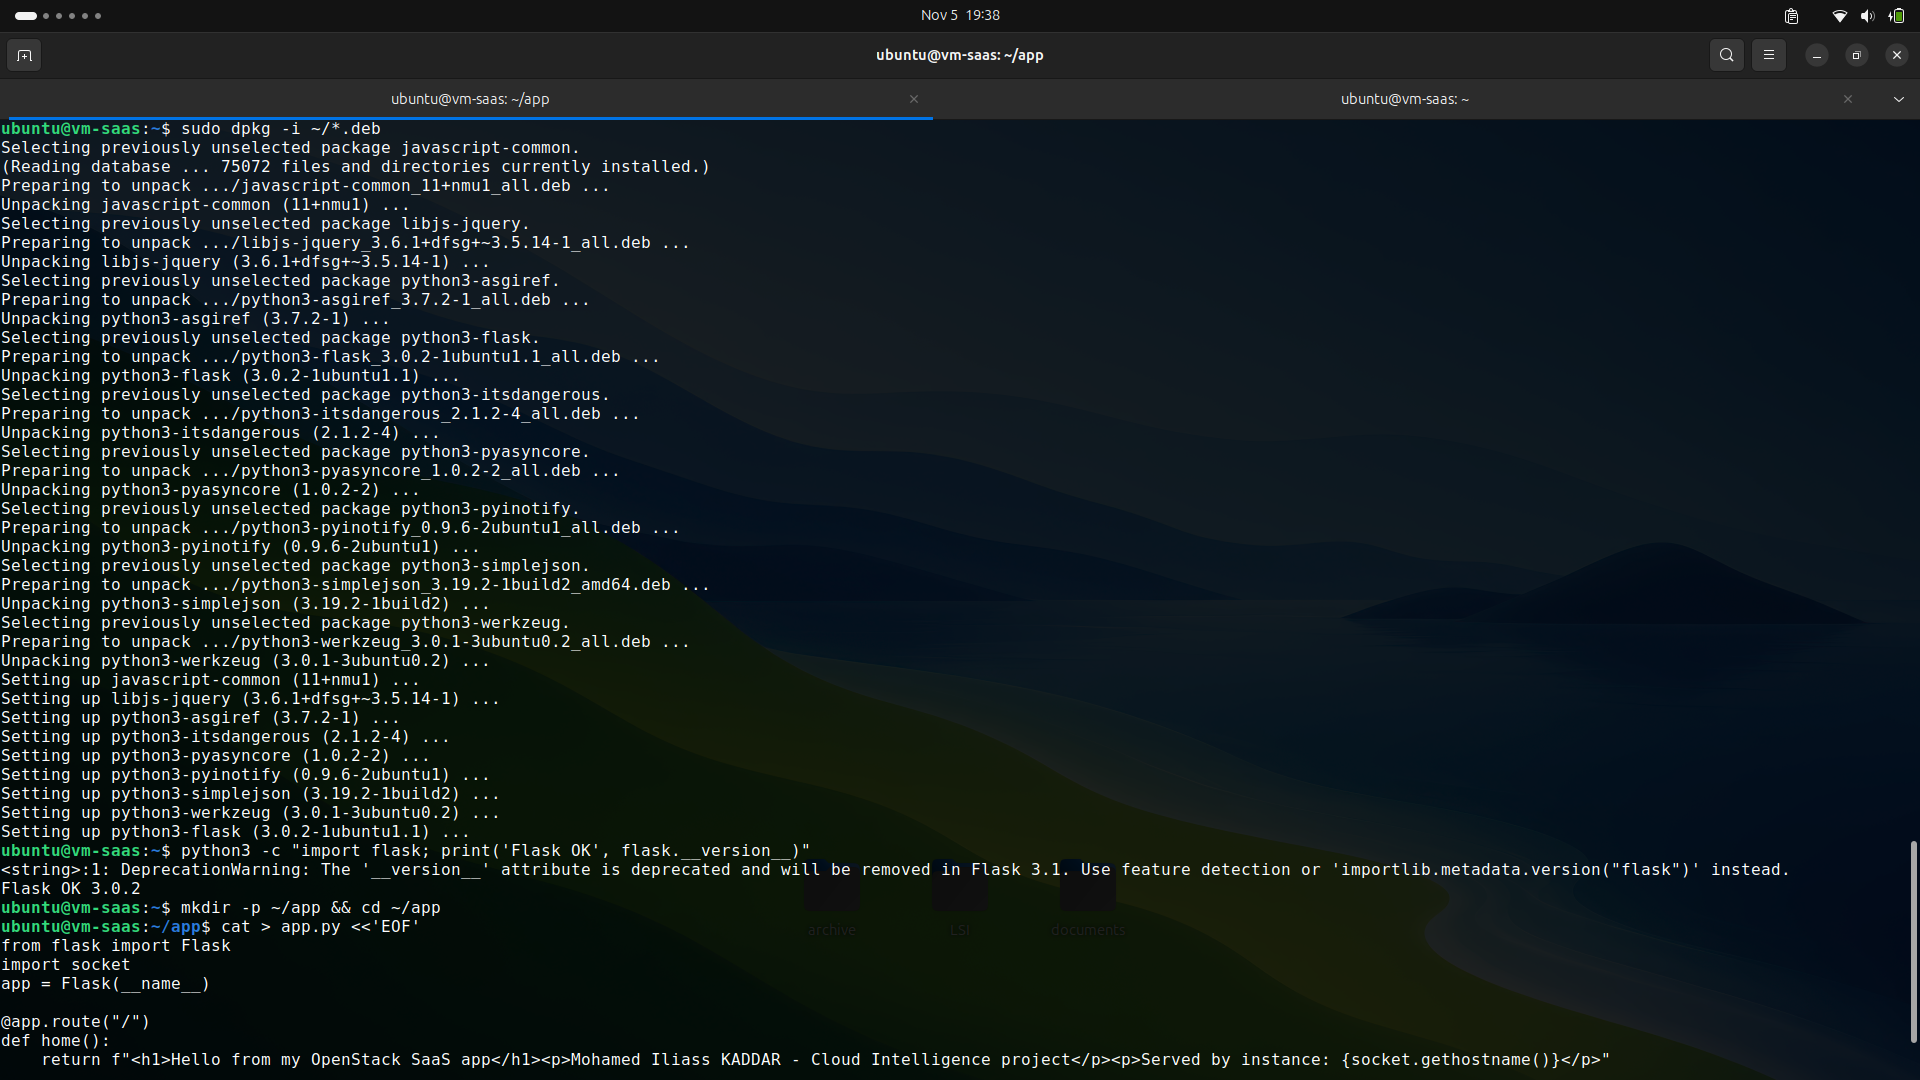 Nov 5 19:38
ubuntu@vm-saas: ~/app
ubuntu@vm-saas: ~/app
ubuntu@vm-saas: ~
ubuntu@vm-saas:~$ sudo dpkg -i ~/*.deb
Selecting previously unselected package javascript-common.
(Reading database ... 75072 files and directories currently installed.)
Preparing to unpack .../javascript-common_11+nmu1_all.deb ...
Unpacking javascript-common (11+nmu1) ...
Selecting previously unselected package libjs-jquery.
Preparing to unpack .../libjs-jquery_3.6.1+dfsg+~3.5.14-1_all.deb ...
Unpacking libjs-jquery (3.6.1+dfsg+~3.5.14-1) ...
Selecting previously unselected package python3-asgiref.
Preparing to unpack .../python3-asgiref_3.7.2-1_all.deb ...
Unpacking python3-asgiref (3.7.2-1) ...
Selecting previously unselected package python3-flask.
Preparing to unpack .../python3-flask_3.0.2-1ubuntu1.1_all.deb ...
Unpacking python3-flask (3.0.2-1ubuntu1.1) ...
Selecting previously unselected package python3-itsdangerous.
Preparing to unpack .../python3-itsdangerous_2.1.2-4_all.deb ...
Unpacking python3-itsdangerous (2.1.2-4) ...
Selecting previously unselected package python3-pyasyncore.
Preparing to unpack .../python3-pyasyncore_1.0.2-2_all.deb ...
Unpacking python3-pyasyncore (1.0.2-2) ...
Selecting previously unselected package python3-pyinotify.
Preparing to unpack .../python3-pyinotify_0.9.6-2ubuntu1_all.deb ...
Unpacking python3-pyinotify (0.9.6-2ubuntu1) ...
Selecting previously unselected package python3-simplejson.
Preparing to unpack .../python3-simplejson_3.19.2-1build2_amd64.deb ...
Unpacking python3-simplejson (3.19.2-1build2) ...
Selecting previously unselected package python3-werkzeug.
Preparing to unpack .../python3-werkzeug_3.0.1-3ubuntu0.2_all.deb ...
Unpacking python3-werkzeug (3.0.1-3ubuntu0.2) ...
Setting up javascript-common (11+nmu1) ...
Setting up libjs-jquery (3.6.1+dfsg+~3.5.14-1) ...
Setting up python3-asgiref (3.7.2-1) ...
Setting up python3-itsdangerous (2.1.2-4) ...
Setting up python3-pyasyncore (1.0.2-2) ...
Setting up python3-pyinotify (0.9.6-2ubuntu1) ...
Setting up python3-simplejson (3.19.2-1build2) ...
Setting up python3-werkzeug (3.0.1-3ubuntu0.2) ...
Setting up python3-flask (3.0.2-1ubuntu1.1) ...
ubuntu@vm-saas:~$ python3 -c "import flask; print('Flask OK', flask.__version__)"
<string>:1: DeprecationWarning: The '__version__' attribute is deprecated and will be removed in Flask 3.1. Use feature detection or 'importlib.metadata.version("flask")' instead.
Flask OK 3.0.2
ubuntu@vm-saas:~$ mkdir -p ~/app && cd ~/app
ubuntu@vm-saas:~/app$ cat > app.py <<'EOF'
archive LSI documents
from flask import Flask
import socket
app = Flask(__name__)
@app.route("/")
def home():
    return f"<h1>Hello from my OpenStack SaaS app</h1><p>Mohamed Iliass KADDAR - Cloud Intelligence project</p><p>Served by instance: {socket.gethostname()}</p>"